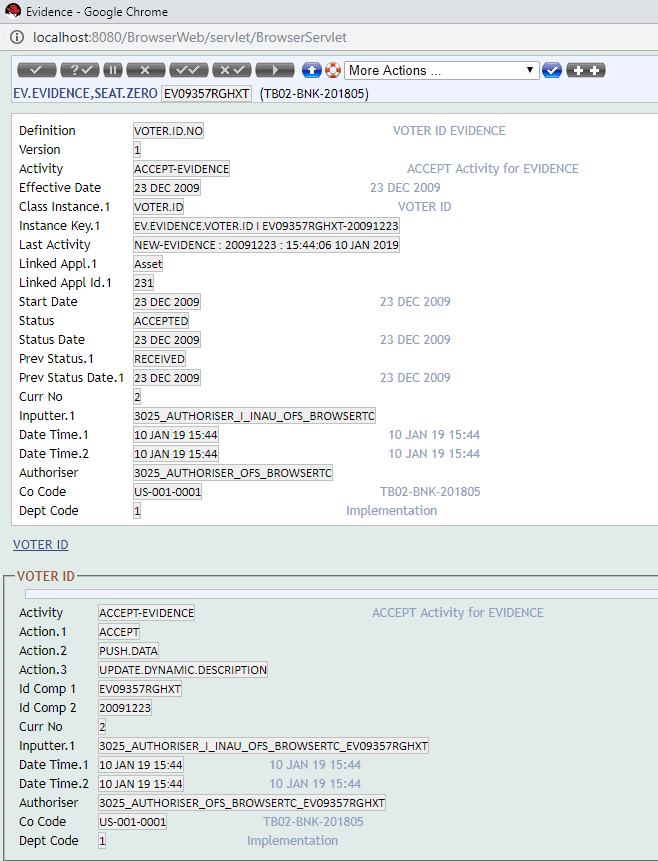 Evidence - Google Chrome
localhost:8080/BrowserWeb/servlet/BrowserServlet
More Actions ...
EV.EVIDENCE,SEAT.ZERO EV09357RGHXT (TB02-BNK-201805)
Definition VOTER.ID.NO VOTER ID EVIDENCE
Version 1
Activity ACCEPT-EVIDENCE ACCEPT Activity for EVIDENCE
Effective Date 23 DEC 2009 23 DEC 2009
Class Instance.1 VOTER.ID VOTER ID
Instance Key.1 EV.EVIDENCE.VOTER.ID I EV09357RGHXT-20091223
Last Activity NEW-EVIDENCE : 20091223 : 15:44:06 10 JAN 2019
Linked Appl.1 Asset
Linked Appl Id.1 231
Start Date 23 DEC 2009 23 DEC 2009
Status ACCEPTED
Status Date 23 DEC 2009 23 DEC 2009
Prev Status.1 RECEIVED
Prev Status Date.1 23 DEC 2009 23 DEC 2009
Curr No 2
Inputter.1 3025_AUTHORISER_I_INAU_OFS_BROWSERTC
Date Time.1 10 JAN 19 15:44 10 JAN 19 15:44
Date Time.2 10 JAN 19 15:44 10 JAN 19 15:44
Authoriser 3025_AUTHORISER_OFS_BROWSERTC
Co Code US-001-0001 TB02-BNK-201805
Dept Code 1 Implementation
VOTER ID
VOTER ID
Activity ACCEPT-EVIDENCE ACCEPT Activity for EVIDENCE
Action.1 ACCEPT
Action.2 PUSH.DATA
Action.3 UPDATE.DYNAMIC.DESCRIPTION
Id Comp 1 EV09357RGHXT
Id Comp 2 20091223
Curr No 2
Inputter.1 3025_AUTHORISER_I_INAU_OFS_BROWSERTC_EV09357RGHXT
Date Time.1 10 JAN 19 15:44 10 JAN 19 15:44
Date Time.2 10 JAN 19 15:44 10 JAN 19 15:44
Authoriser 3025_AUTHORISER_OFS_BROWSERTC_EV09357RGHXT
Co Code US-001-0001 TB02-BNK-201805
Dept Code 1 Implementation